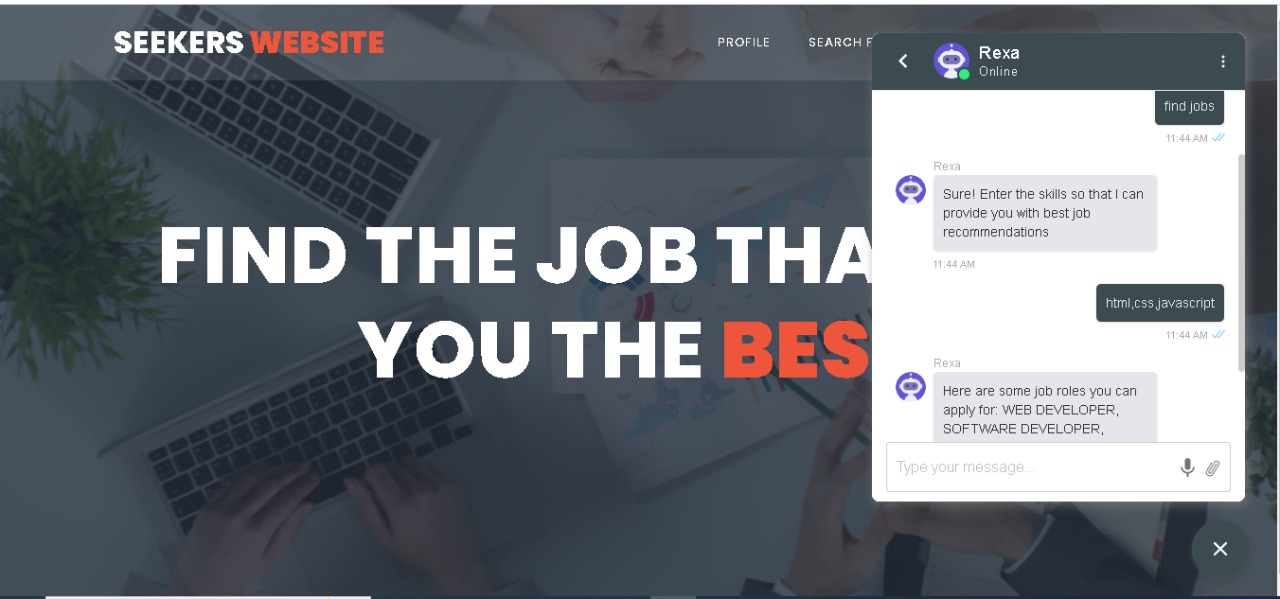 SEEKERS WEBSITE
PROFILE
SEARCH F
FIND THE JOB THA
YOU THE BES
Rexa
Online
find jobs
11:44 AM
Rexa
Sure! Enter the skills so that I can
provide you with best job
recommendations
11:44 AM
html,css,javascript
11:44 AM
Rexa
Here are some job roles you can
apply for: WEB DEVELOPER,
SOFTWARE DEVELOPER,
Type your message...